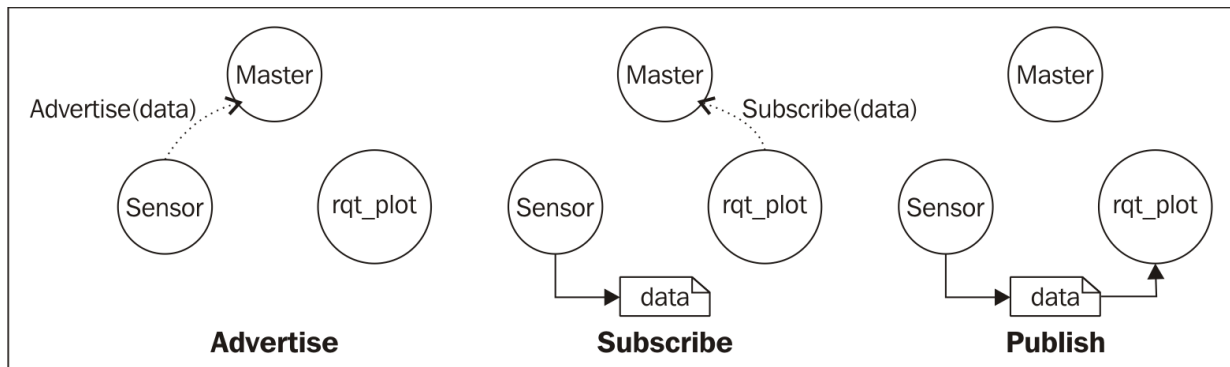 Master
Advertise(data)
Sensor
rqt_plot
Advertise
Master
Subscribe(data)
Sensor
rqt_plot
data
Subscribe
Master
Sensor
rqt_plot
data
Publish